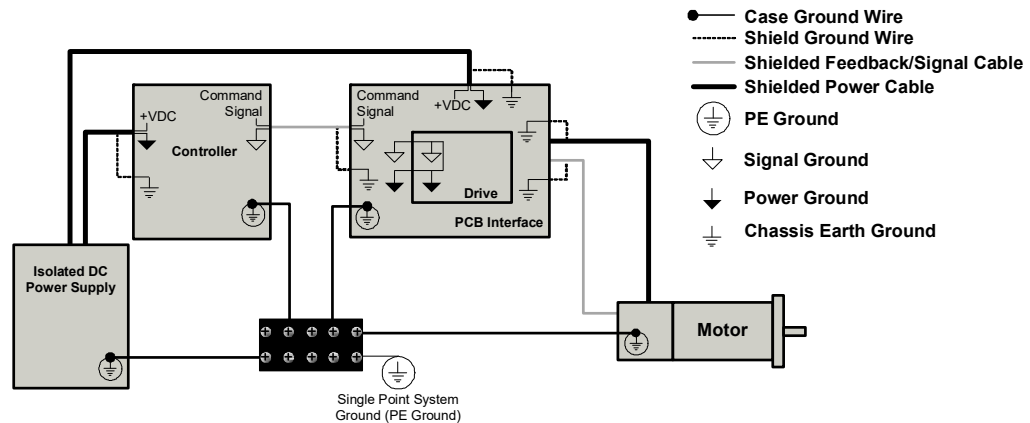 Case Ground Wire
Shield Ground Wire
Shielded Feedback/Signal Cable
Shielded Power Cable
PE Ground
Signal Ground
Power Ground
Chassis Earth Ground
+VDC
Command
Signal
Controller
Command
Signal
+VDC
Drive
PCB Interface
Isolated DC
Power Supply
Motor
Single Point System
Ground (PE Ground)